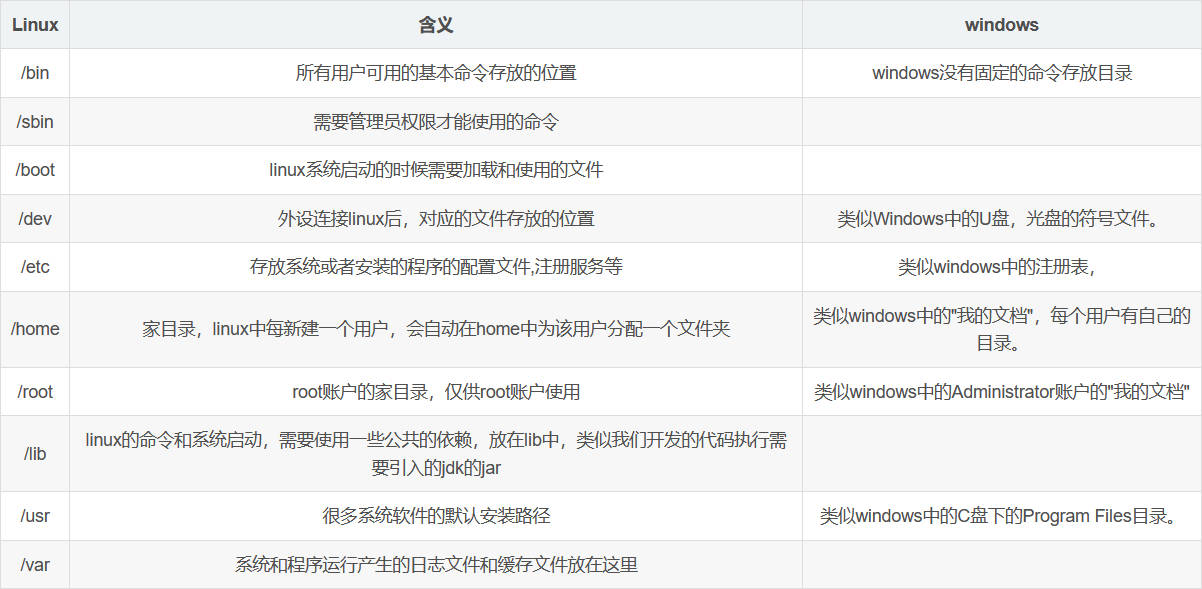 Linux 含义 windows
/bin 所有用户可用的基本命令存放的位置 windows没有固定的命令存放目录
/sbin 需要管理员权限才能使用的命令
/boot linux系统启动的时候需要加载和使用的文件
/dev 外设连接linux后，对应的文件存放的位置 类似Windows中的U盘，光盘的符号文件。
/etc 存放系统或者安装的程序的配置文件,注册服务等 类似windows中的注册表，
/home 家目录，linux中每新建一个用户，会自动在home中为该用户分配一个文件夹 类似windows中的"我的文档"，每个用户有自己的
目录。
/root root账户的家目录，仅供root账户使用 类似windows中的Administrator账户的"我的文档"
/lib linux的命令和系统启动，需要使用一些公共的依赖，放在lib中，类似我们开发的代码执行需
要引入的jdk的jar
/usr 很多系统软件的默认安装路径 类似windows中的C盘下的Program Files目录。
/var 系统和程序运行产生的日志文件和缓存文件放在这里